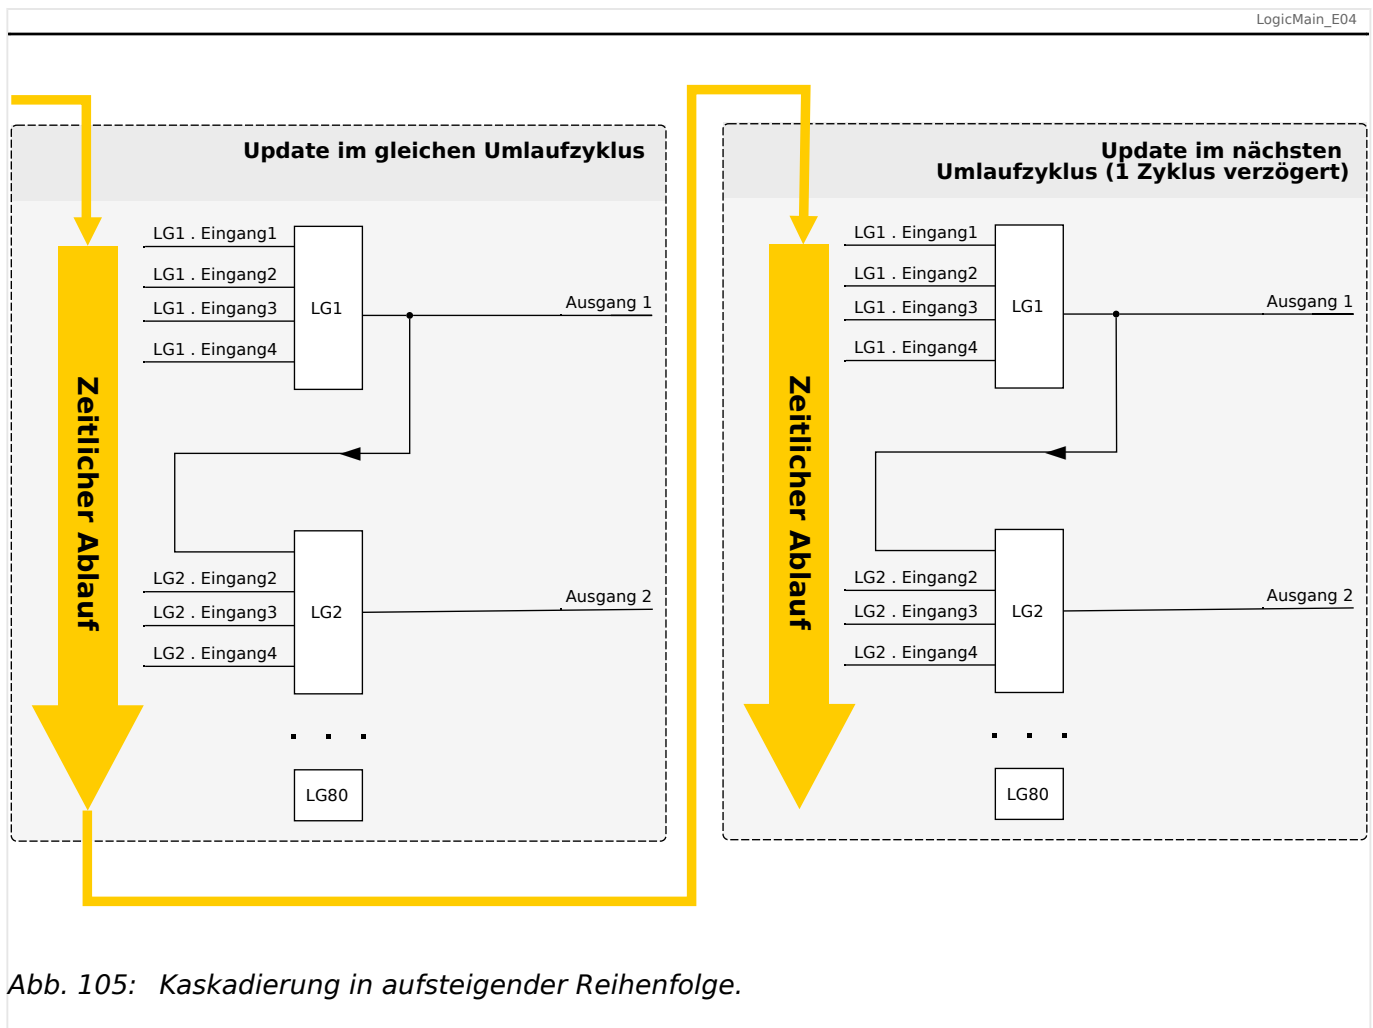 LogicMain_E04
Update im gleichen Umlaufzyklus
LG1 . Eingang1
LG1 . Eingang2
LG1 . Eingang3
LG1 . Eingang4
LG1
Ausgang 1
Zeitlicher Ablauf
LG2 . Eingang2
LG2 . Eingang3
LG2 . Eingang4
LG2
Ausgang 2
. . .
LG80
Update im nächsten
Umlaufzyklus (1 Zyklus verzögert)
LG1 . Eingang1
LG1 . Eingang2
LG1 . Eingang3
LG1 . Eingang4
LG1
Ausgang 1
Zeitlicher Ablauf
LG2 . Eingang2
LG2 . Eingang3
LG2 . Eingang4
LG2
Ausgang 2
. . .
LG80
Abb. 105: Kaskadierung in aufsteigender Reihenfolge.